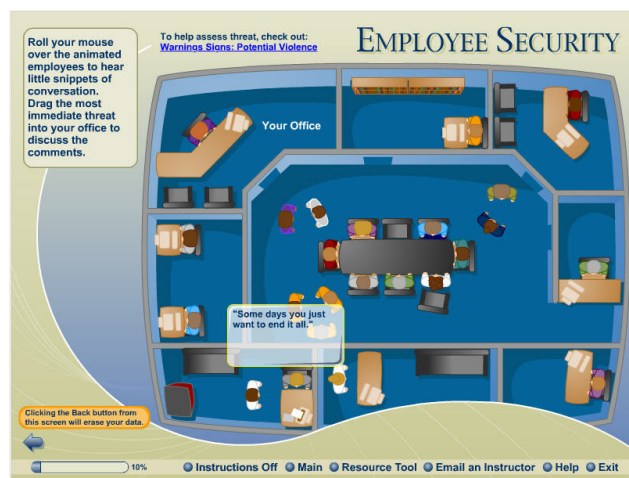 EMPLOYEE SECURITY
To help assess threat, check out:
Warnings Signs: Potential Violence
Roll your mouse
over the animated
employees to hear
little snippets of
conversation.
Drag the most
immediate threat
into your office to
discuss the
comments.
Your Office
"Some days you just
want to end it all."
Clicking the Back button from
this screen will erase your data.
10%
Instructions Off Main Resource Tool Email an Instructor Help Exit